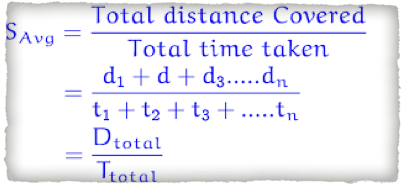 S_Avg = Total distance Covered / Total time taken
= d₁ + d + d₃.....dₙ / t₁ + t₂ + t₃ + .....tₙ
= D_total / T_total